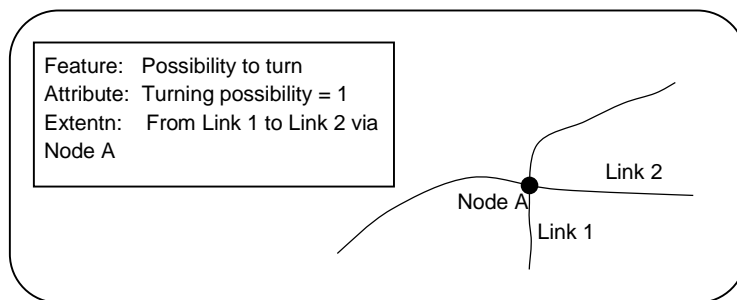 Feature: Possibility to turn
Attribute: Turning possibility = 1
Extentn: From Link 1 to Link 2 via
Node A
Link 2
Node A
Link 1